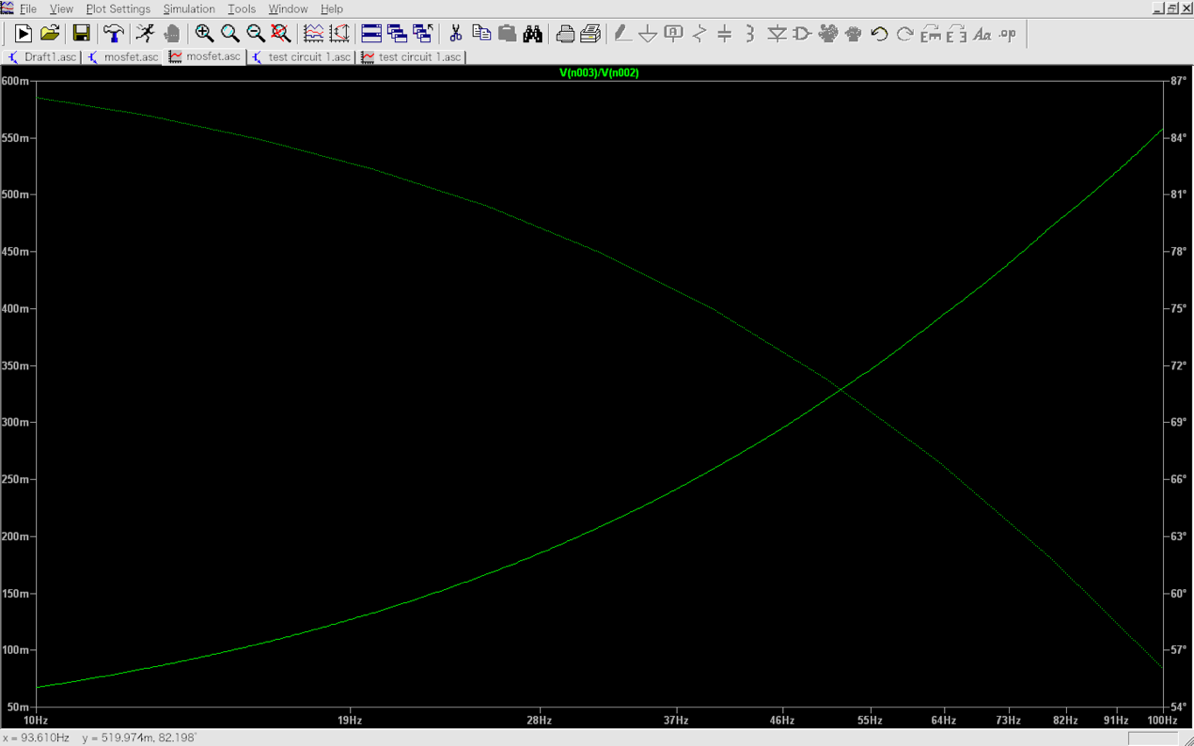 File View Plot Settings Simulation Tools Window Help
Draft1.asc mosfet.asc mosfet.asc test circuit 1.asc test circuit 1.asc
V(n003)/V(n002)
600m 87°
550m 84°
500m 81°
450m 78°
400m 75°
350m 72°
300m 69°
250m 66°
200m 63°
150m 60°
100m 57°
50m 54°
10Hz 19Hz 28Hz 37Hz 46Hz 55Hz 64Hz 73Hz 82Hz 91Hz 100Hz
x = 93.610Hz y = 519.974m, 82.198°